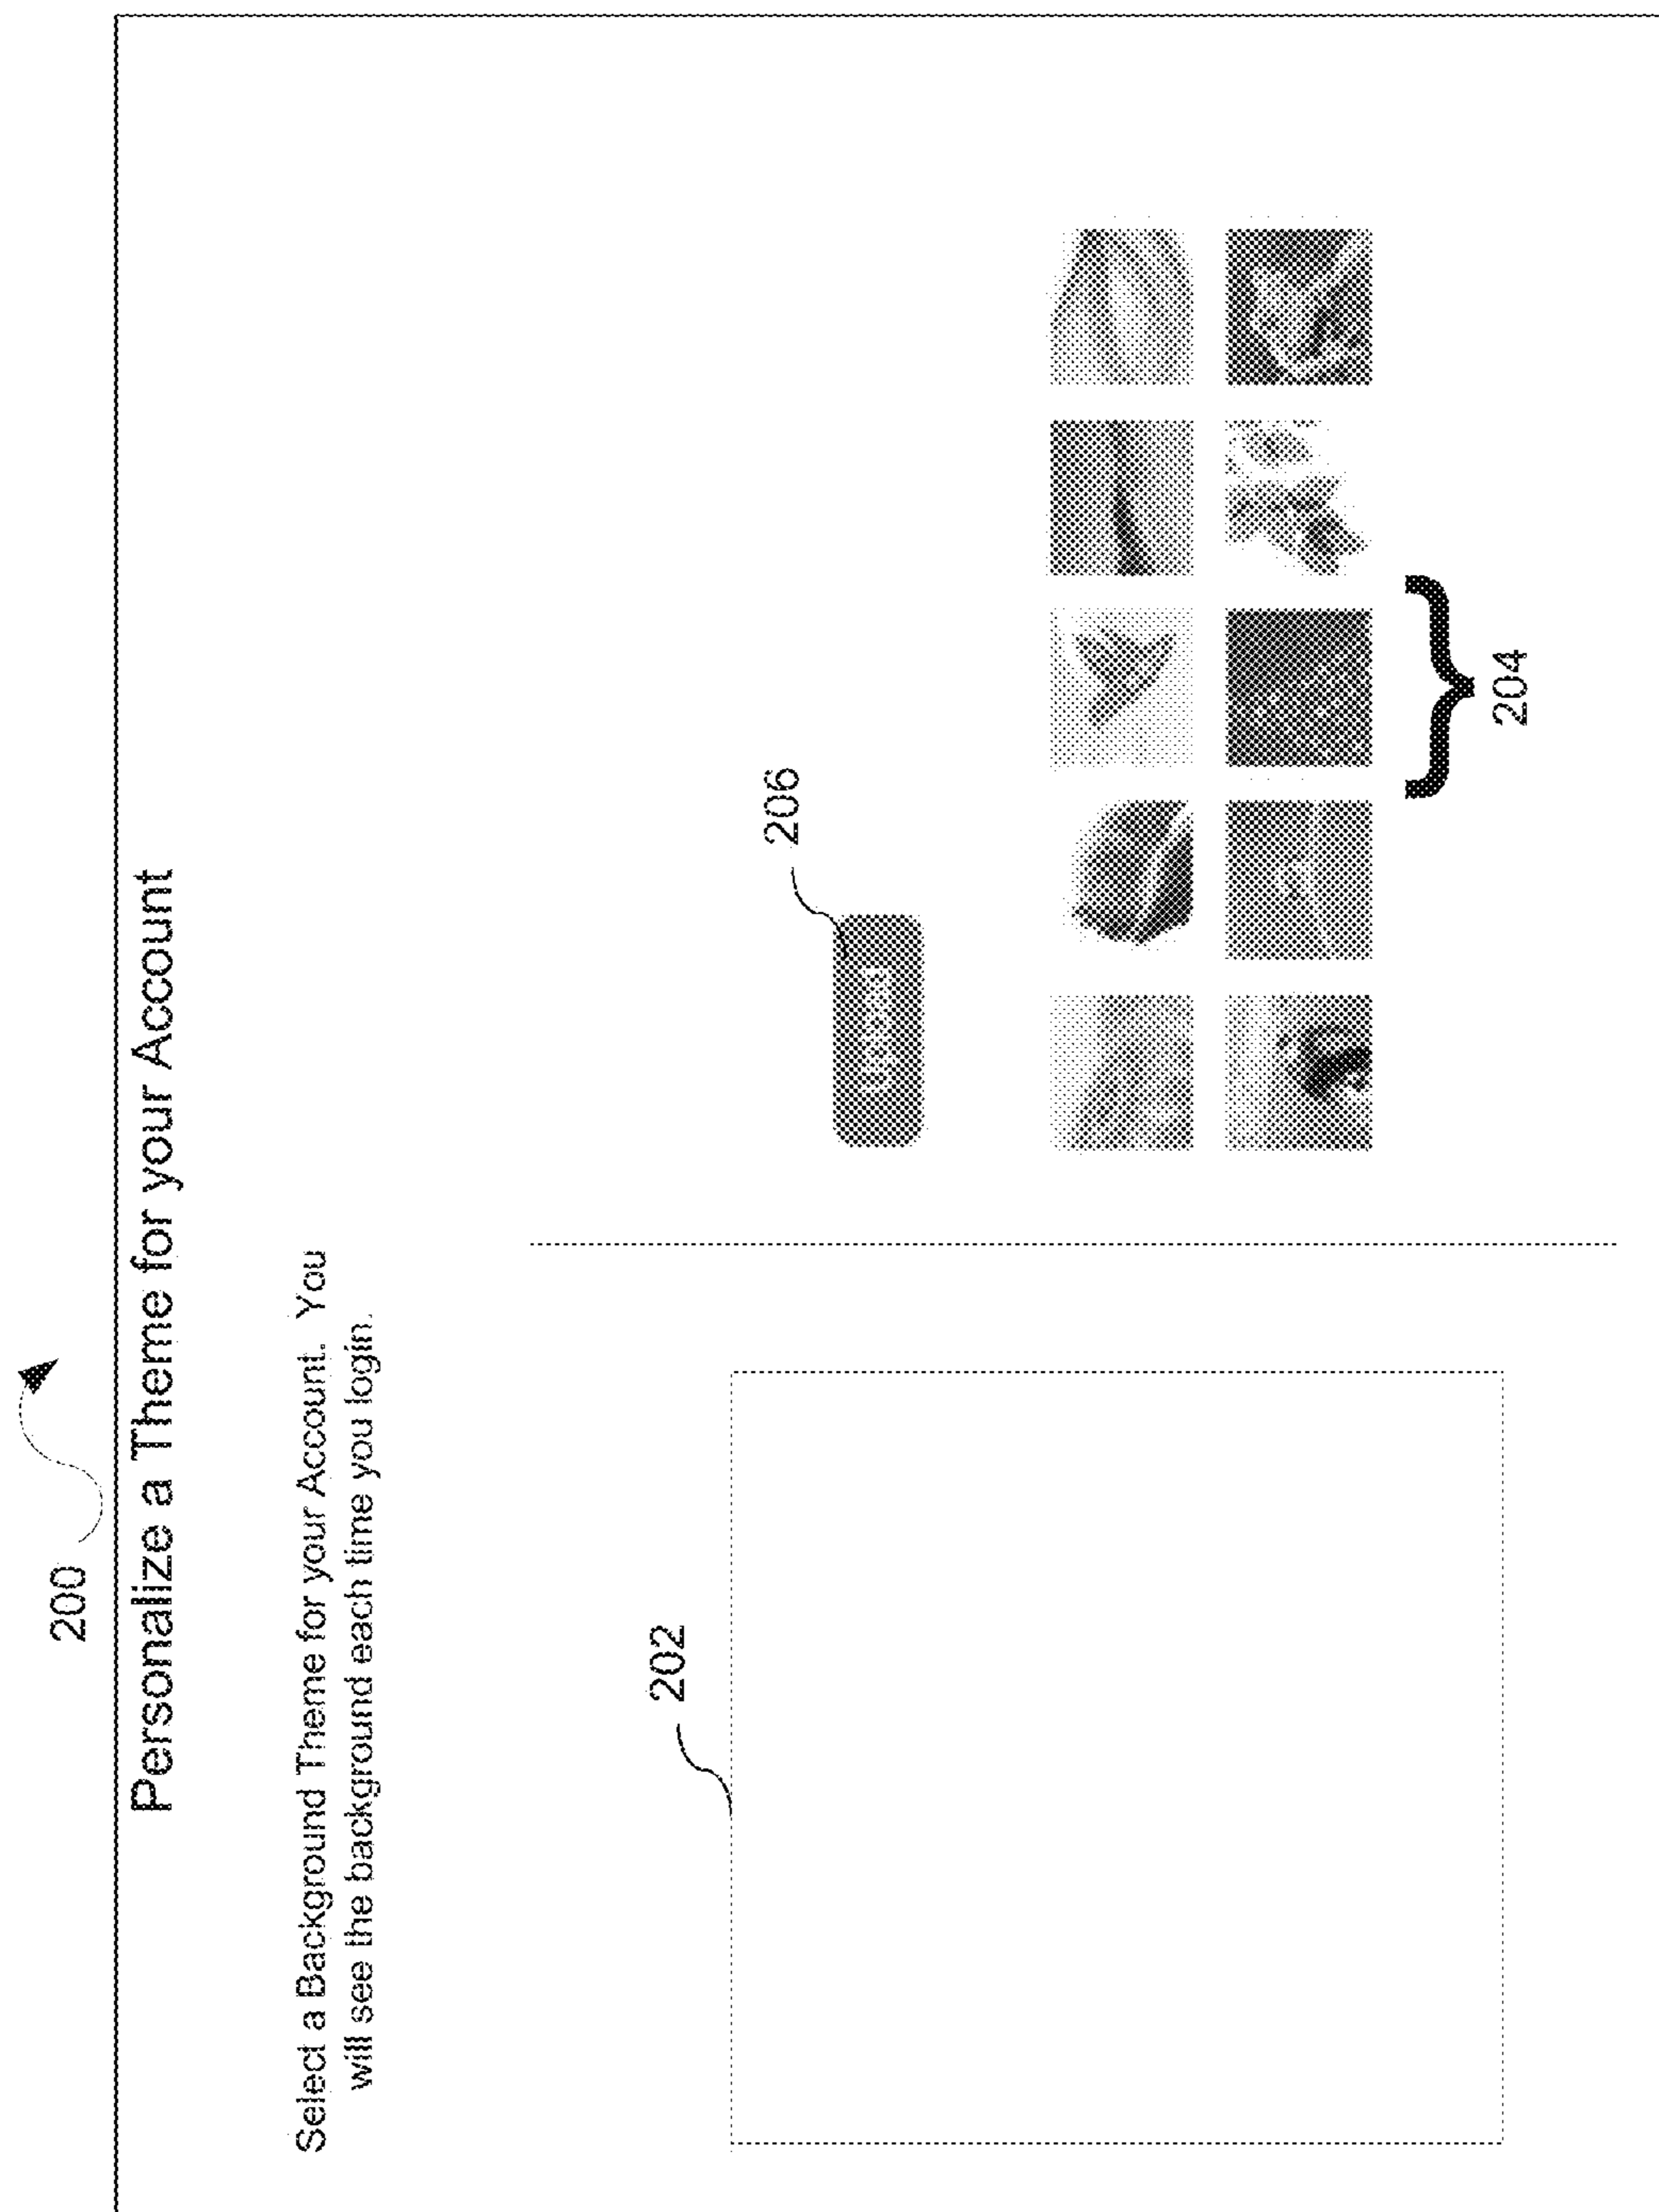 200
Personalize a Theme for your Account
Select a Background Theme for your Account. You
will see the background each time you login.
202
206
Upload
204